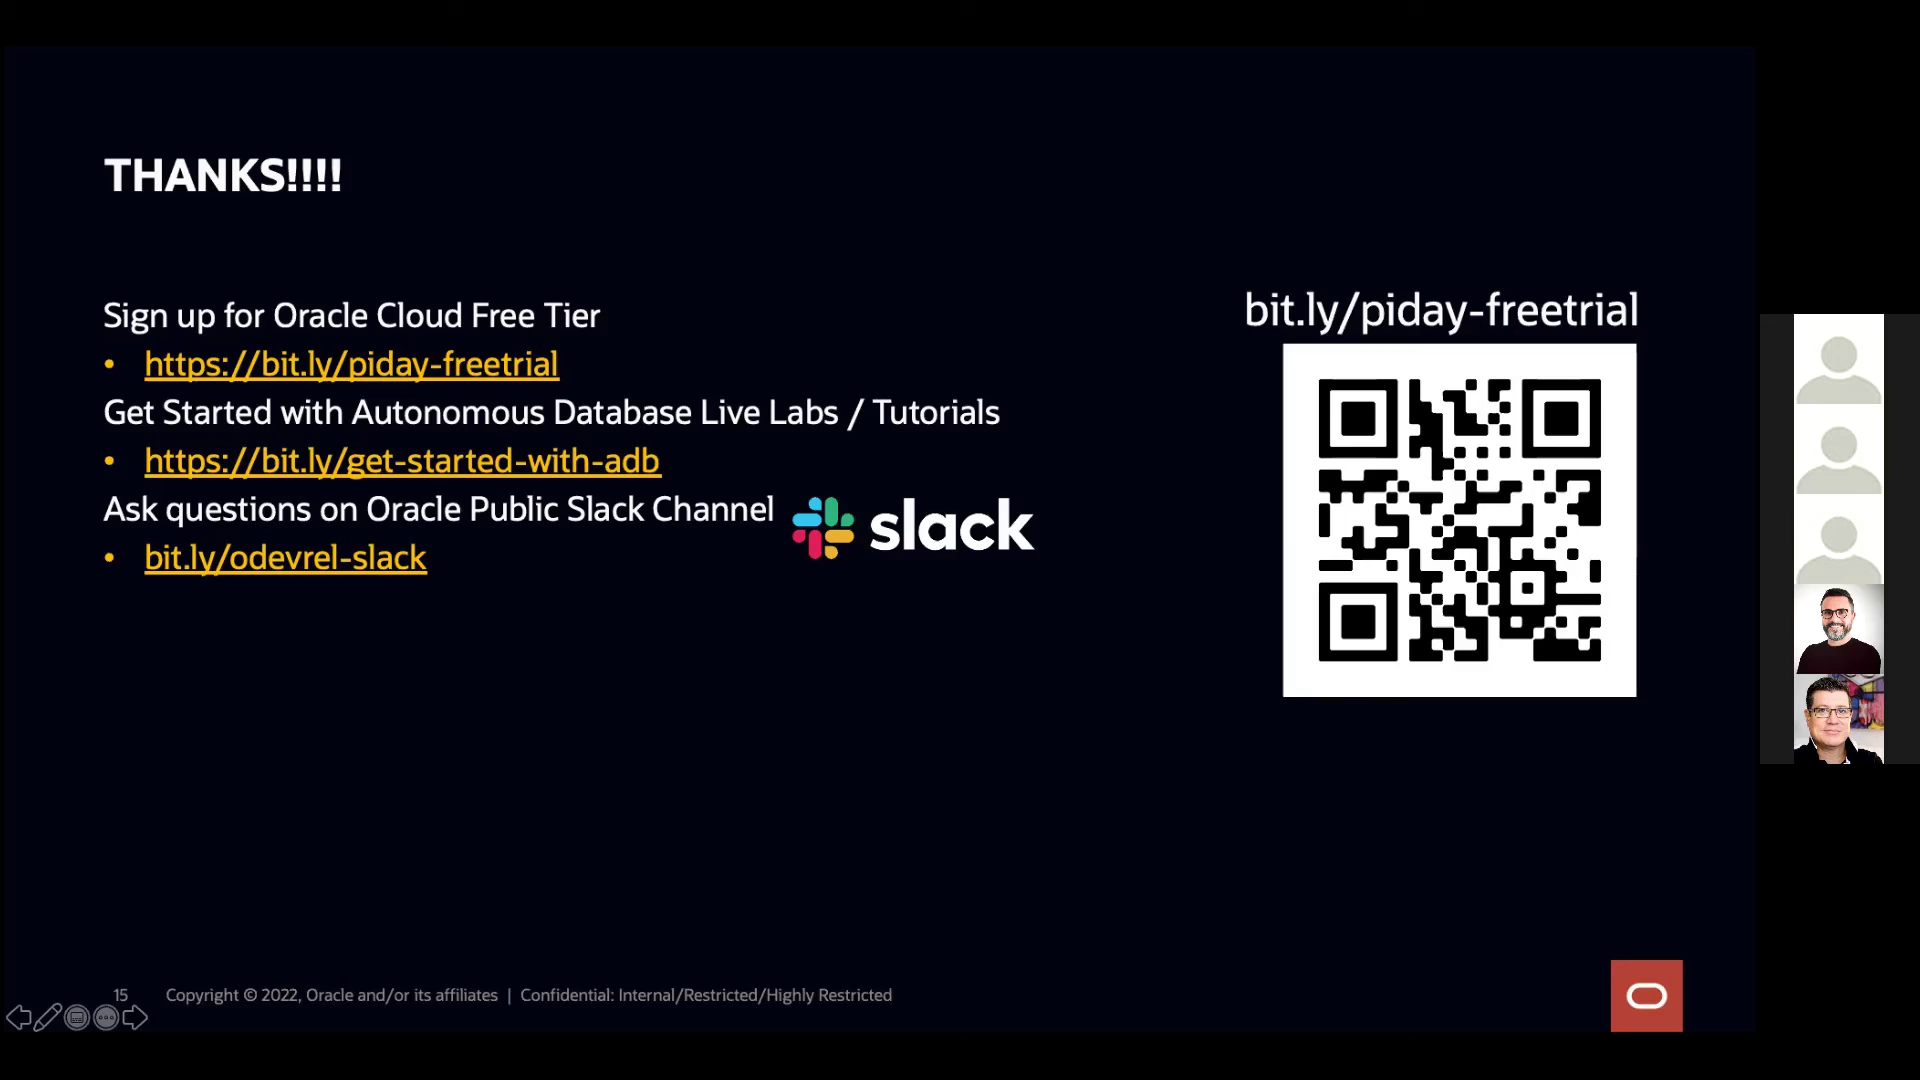 THANKS!!!!
Sign up for Oracle Cloud Free Tier
• https://bit.ly/piday-freetrial
Get Started with Autonomous Database Live Labs / Tutorials
• https://bit.ly/get-started-with-adb
Ask questions on Oracle Public Slack Channel
slack
• bit.ly/odevrel-slack
bit.ly/piday-freetrial
15 Copyright © 2022, Oracle and/or its affiliates | Confidential: Internal/Restricted/Highly Restricted